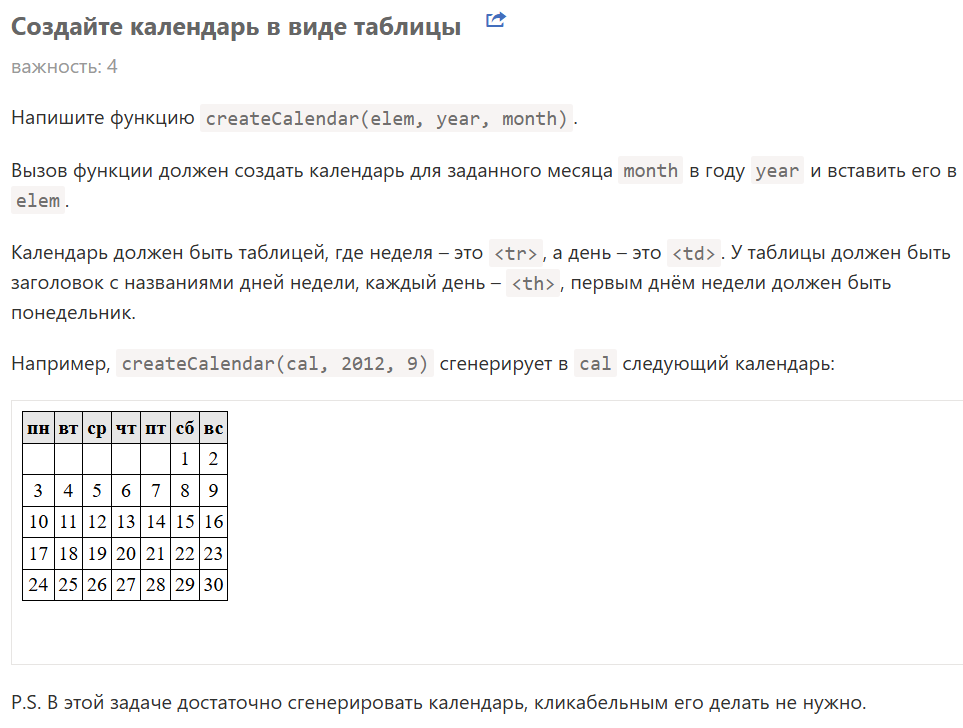 Создайте календарь в виде таблицы
важность: 4
Напишите функцию createCalendar(elem, year, month).
Вызов функции должен создать календарь для заданного месяца month в году year и вставить его в
elem.
Календарь должен быть таблицей, где неделя – это <tr>, а день – это <td>. У таблицы должен быть
заголовок с названиями дней недели, каждый день – <th>, первым днём недели должен быть
понедельник.
Например, createCalendar(cal, 2012, 9) сгенерирует в cal следующий календарь:
пн вт ср чт пт сб вс
1 2
3 4 5 6 7 8 9
10 11 12 13 14 15 16
17 18 19 20 21 22 23
24 25 26 27 28 29 30
P.S. В этой задаче достаточно сгенерировать календарь, кликабельным его делать не нужно.